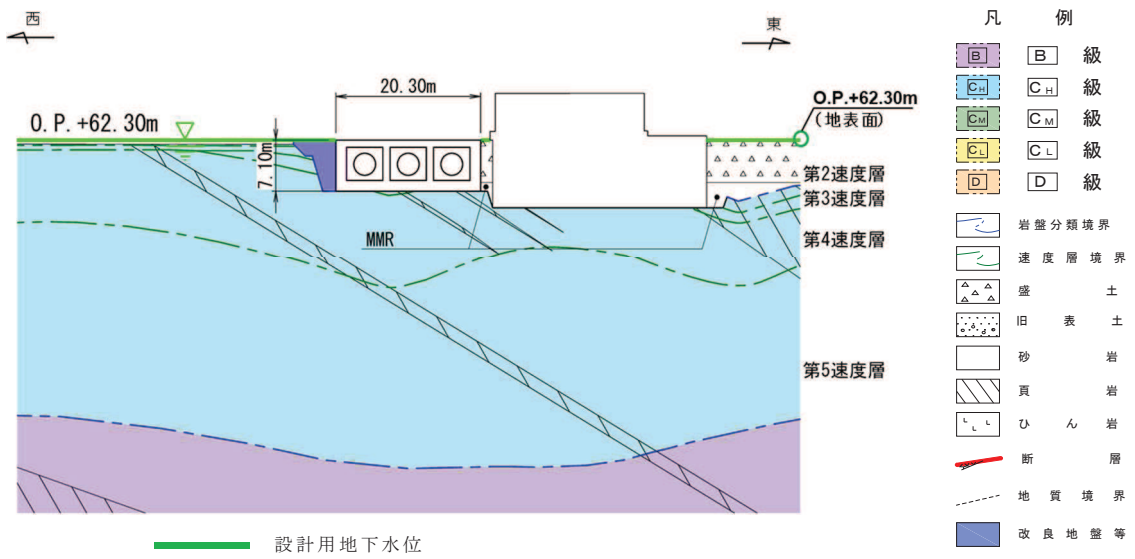 西
東
20.30m
O.P.+62.30m
7.10m
O.P.+62.30m
(地表面)
第2速度層
第3速度層
第4速度層
第5速度層
MMR
設計用地下水位
凡 例
B B 級
CH CH 級
CM CM 級
CL CL 級
D D 級
岩盤分類境界
速度層境界
盛土
旧表土
砂岩
頁岩
ひん岩
断層
地質境界
改良地盤等